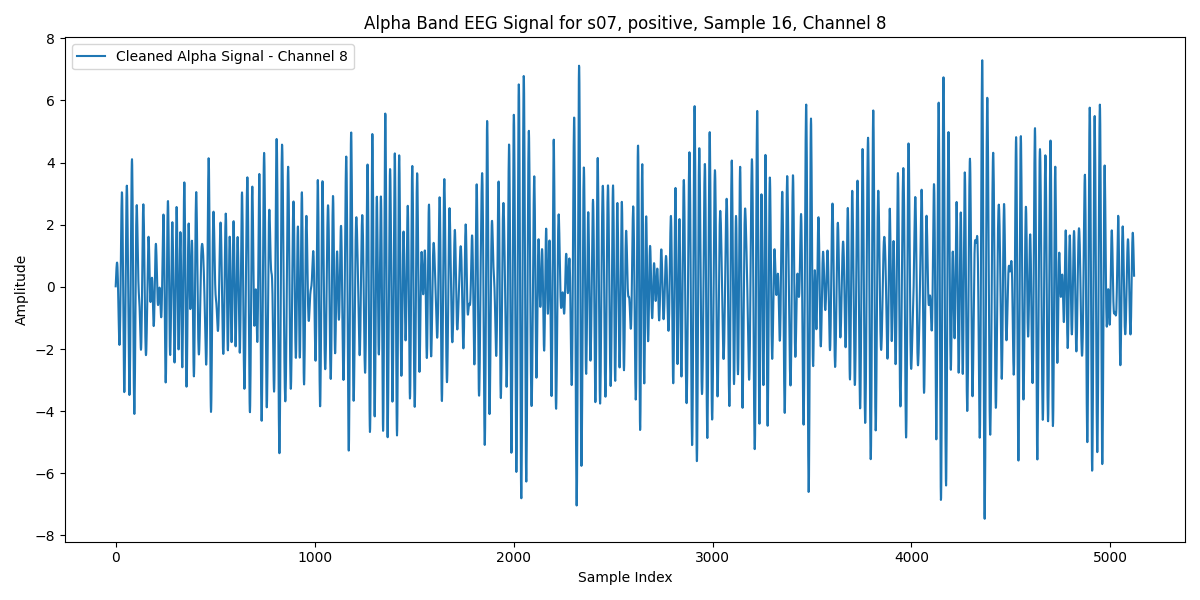 Alpha Band EEG Signal for s07, positive, Sample 16, Channel 8
Cleaned Alpha Signal - Channel 8
Amplitude
8
6
4
2
0
−2
−4
−6
−8
0 1000 2000 3000 4000 5000
Sample Index